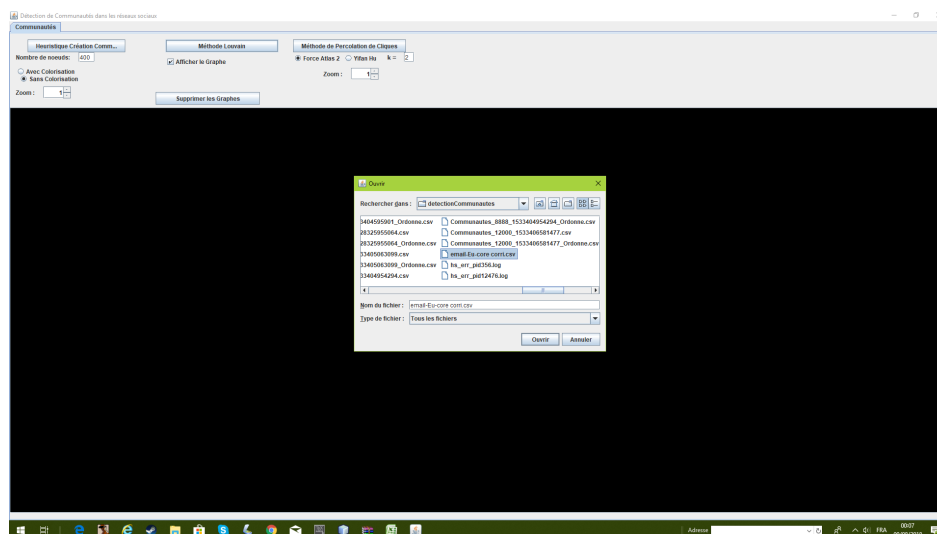 Détection de Communautés dans les réseaux sociaux
Communautés
Heuristique Création Comm...
Méthode Louvain
Méthode de Percolation de Cliques
Nombre de noeuds: 400
Afficher le Graphe
Force Atlas 2 Yifan Hu k = 2
Avec Colorisation
Sans Colorisation
Zoom : 1
Zoom : 1
Supprimer les Graphes
Ouvrir
Rechercher dans : detectionCommunautes
3404595901_Ordonne.csv Communautes_8888_1533404954294_Ordonne.csv
28325955064.csv Communautes_12000_1533406581477.csv
28325955064_Ordonne.csv Communautes_12000_1533406581477_Ordonne.csv
33405063099.csv email-Eu-core corri.csv
33405063099_Ordonne.csv hs_err_pid356.log
33404954294.csv hs_err_pid12476.log
Nom du fichier : email-Eu-core corri.csv
Type de fichier : Tous les fichiers
Ouvrir Annuler
Adresse
FRA
00:07